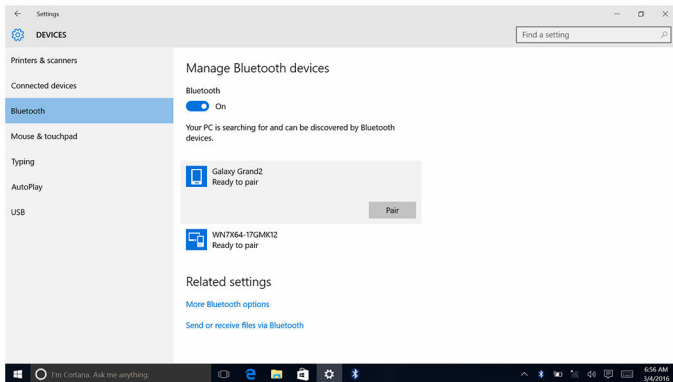 Settings
DEVICES
Find a setting
Printers & scanners
Connected devices
Bluetooth
Mouse & touchpad
Typing
AutoPlay
USB
Manage Bluetooth devices
Bluetooth
On
Your PC is searching for and can be discovered by Bluetooth
devices.
Galaxy Grand2
Ready to pair
Pair
WN7X64-17GMK12
Ready to pair
Related settings
More Bluetooth options
Send or receive files via Bluetooth
I'm Cortana. Ask me anything.
6:56 AM
3/4/2016